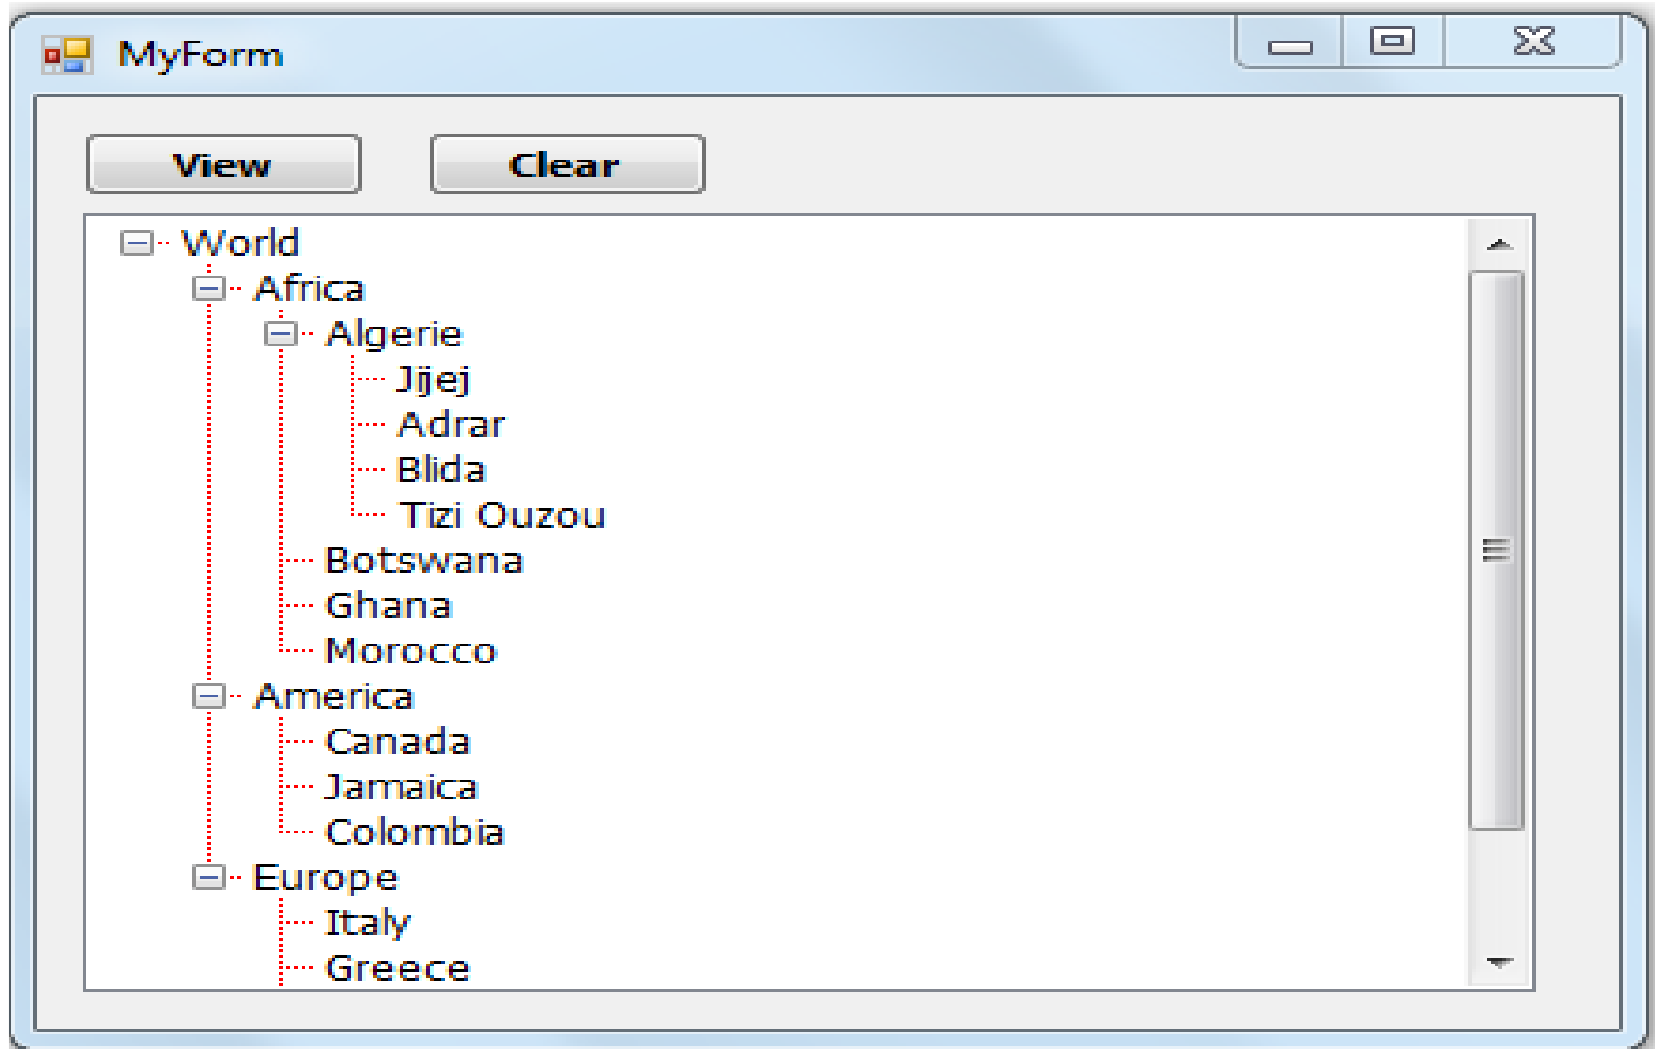 MyForm
View Clear
World
Africa
Algerie
Jijej
Adrar
Blida
Tizi Ouzou
Botswana
Ghana
Morocco
America
Canada
Jamaica
Colombia
Europe
Italy
Greece